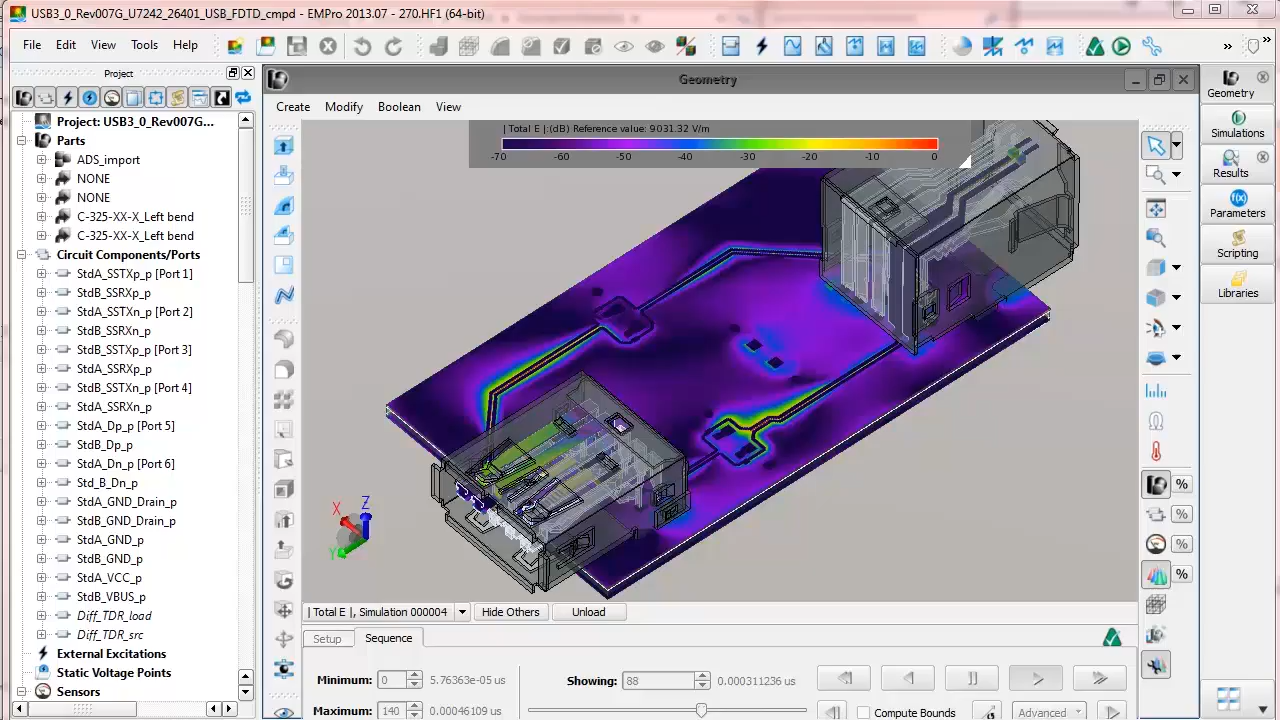 USB3_0_Rev007G_U7242_26401_USB_FDTD_cmpd - EMPro 2013.07 - 270.HF1 (64-bit)
File Edit View Tools Help
Project
Geometry
Create Modify Boolean View
Project: USB3_0_Rev007G...
Parts
ADS_import
NONE
NONE
C-325-XX-X_Left bend
C-325-XX-X_Left bend
Circuit Components/Ports
StdA_SSTXp_p [Port 1]
StdB_SSRXp_p
StdA_SSTXn_p [Port 2]
StdB_SSRXn_p
StdB_SSTXp_p [Port 3]
StdA_SSRXp_p
StdB_SSTXn_p [Port 4]
StdA_SSRXn_p
StdA_Dp_p [Port 5]
StdB_Dp_p
StdA_Dn_p [Port 6]
Std_B_Dn_p
StdA_GND_Drain_p
StdB_GND_Drain_p
StdA_GND_p
StdB_GND_p
StdA_VCC_p
StdB_VBUS_p
Diff_TDR_load
Diff_TDR_src
External Excitations
Static Voltage Points
Sensors
| Total E | (dB) Reference value: 9031.32 V/m
-70 -60 -50 -40 -30 -20 -10 0
X Z
Y
| Total E |, Simulation 000004 Hide Others Unload
Setup Sequence
Minimum: 0 5.76363e-05 us Showing: 88 0.000311236 us
Maximum: 140 0.00046109 us Compute Bounds Advanced
%
%
%
%
Geometry
Simulations
Results
f(x)
Parameters
Scripting
Libraries